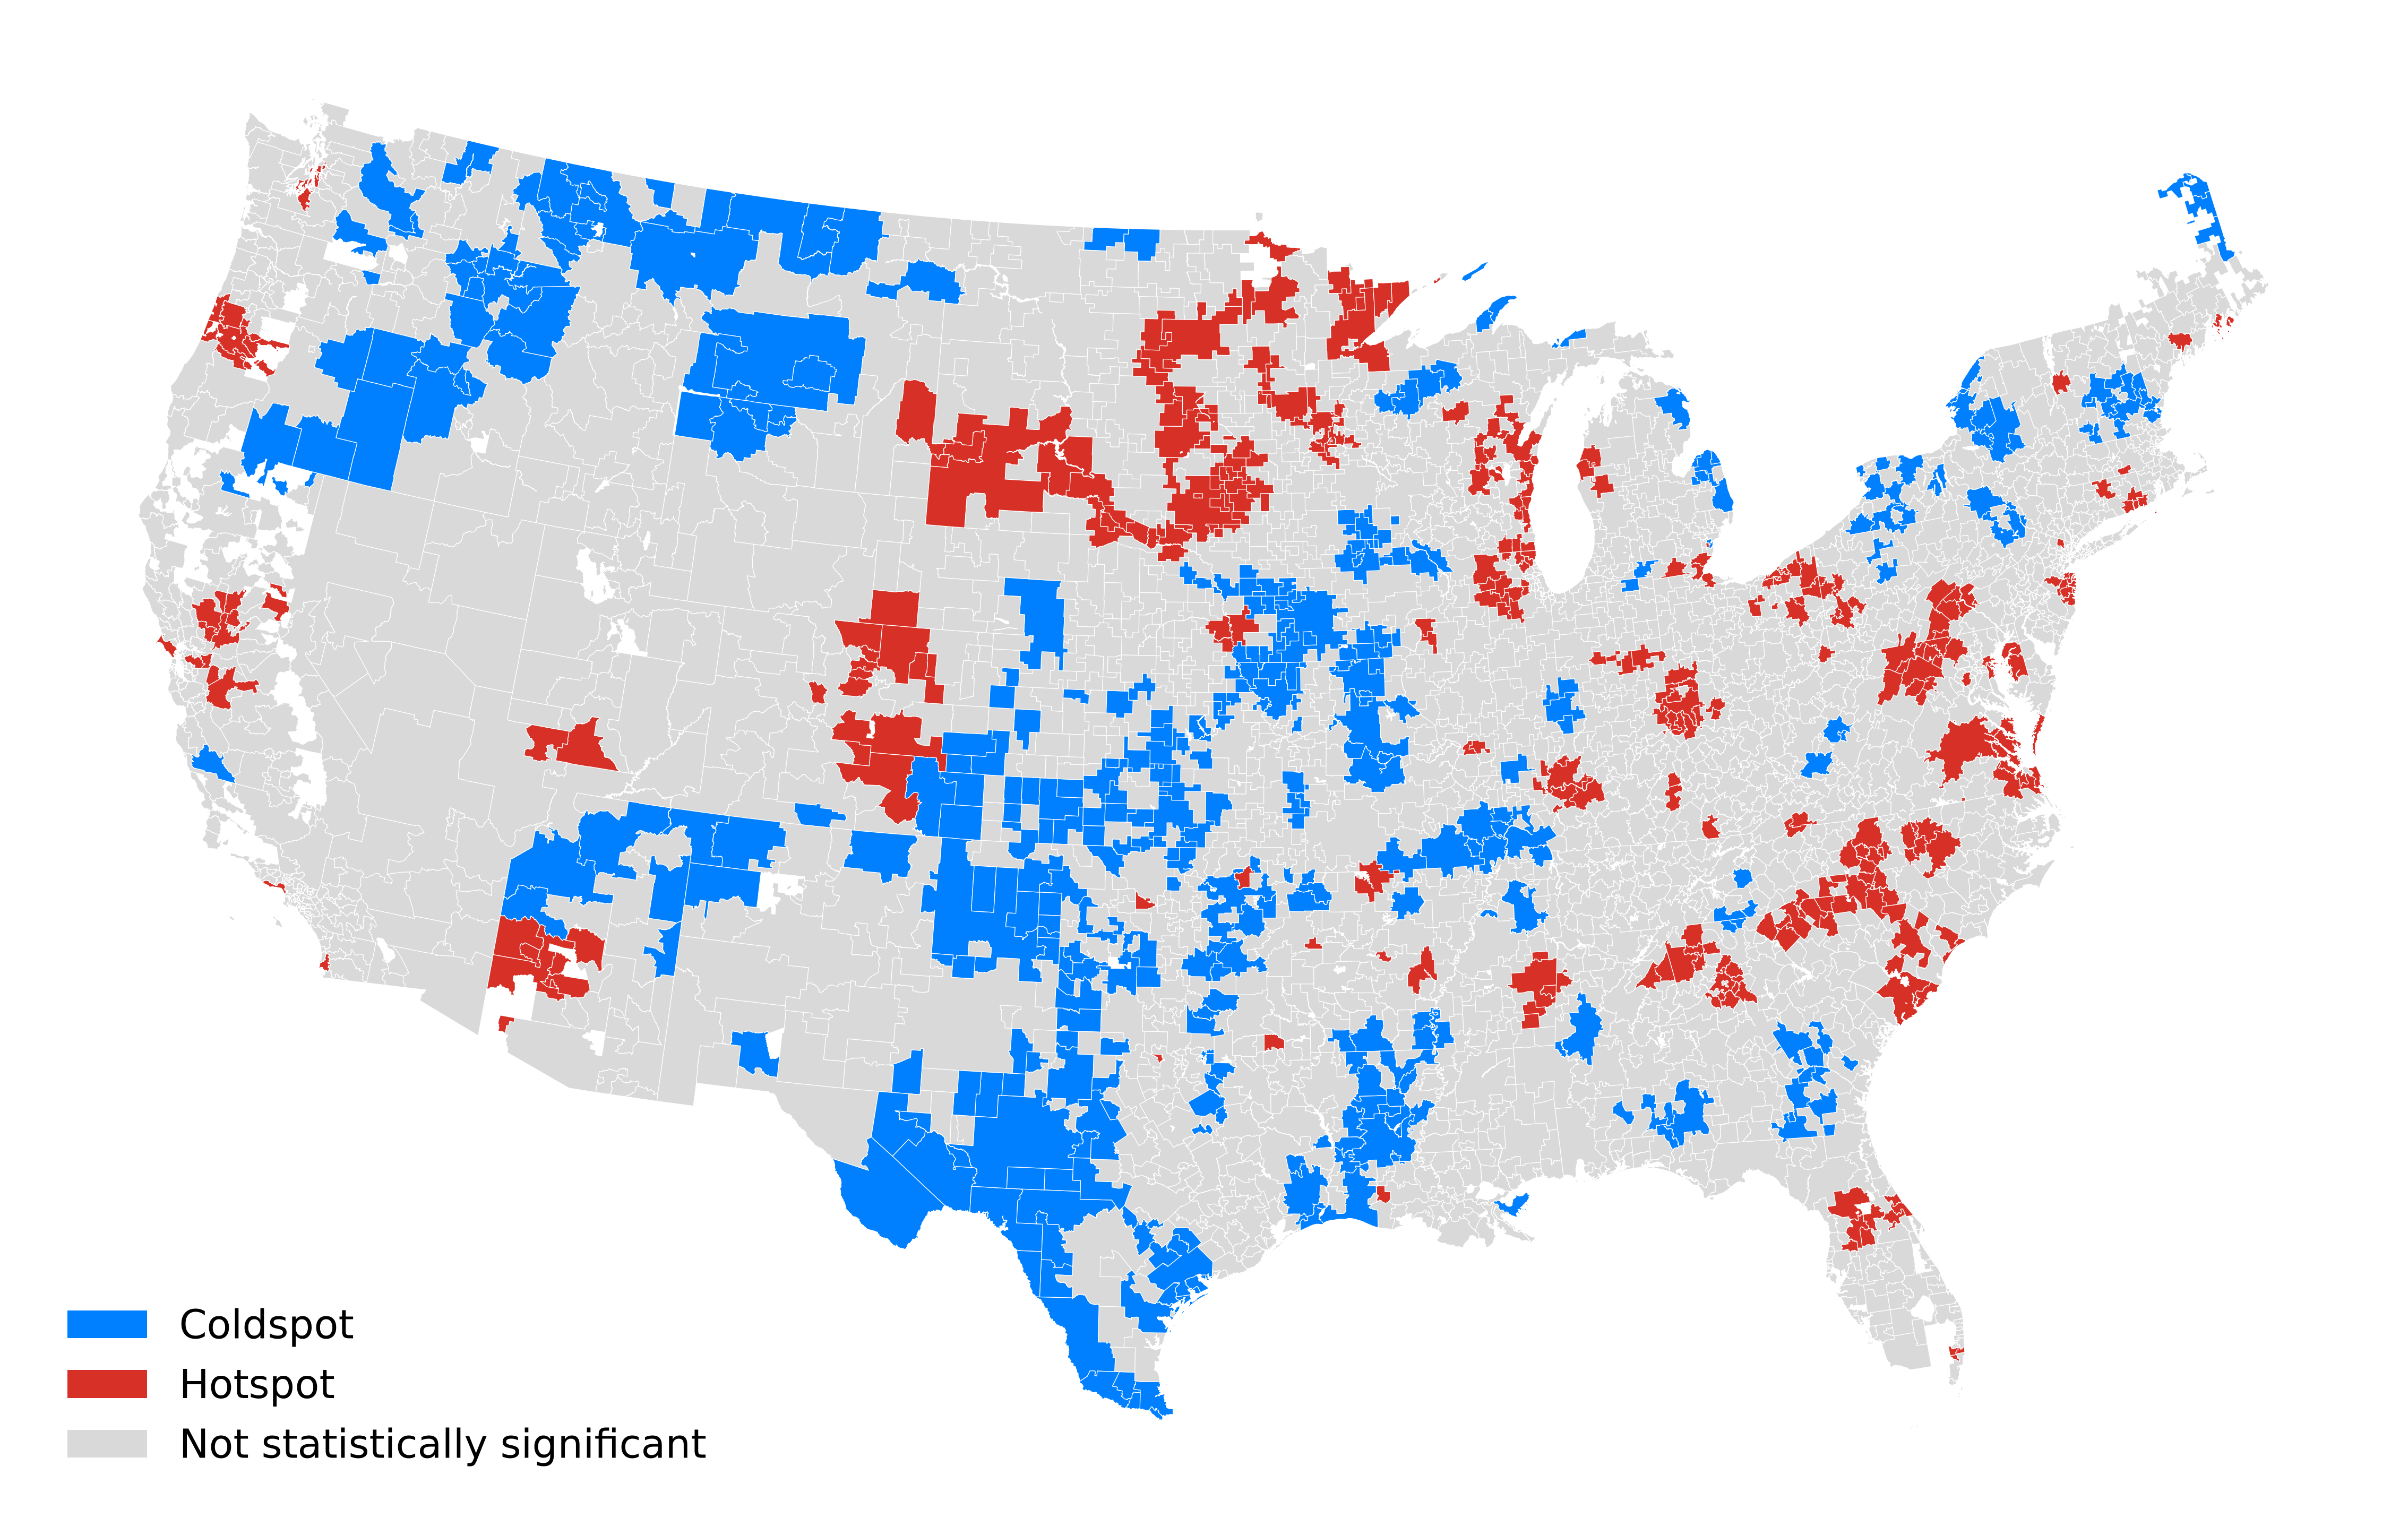 Coldspot
Hotspot
Not statistically significant